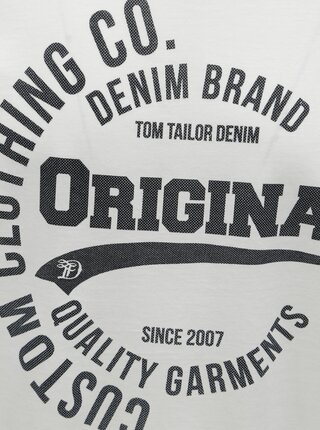 CUSTOM CLOTHING CO.
DENIM BRAND
TOM TAILOR DENIM
ORIGINA
SINCE 2007
QUALITY GARMENTS